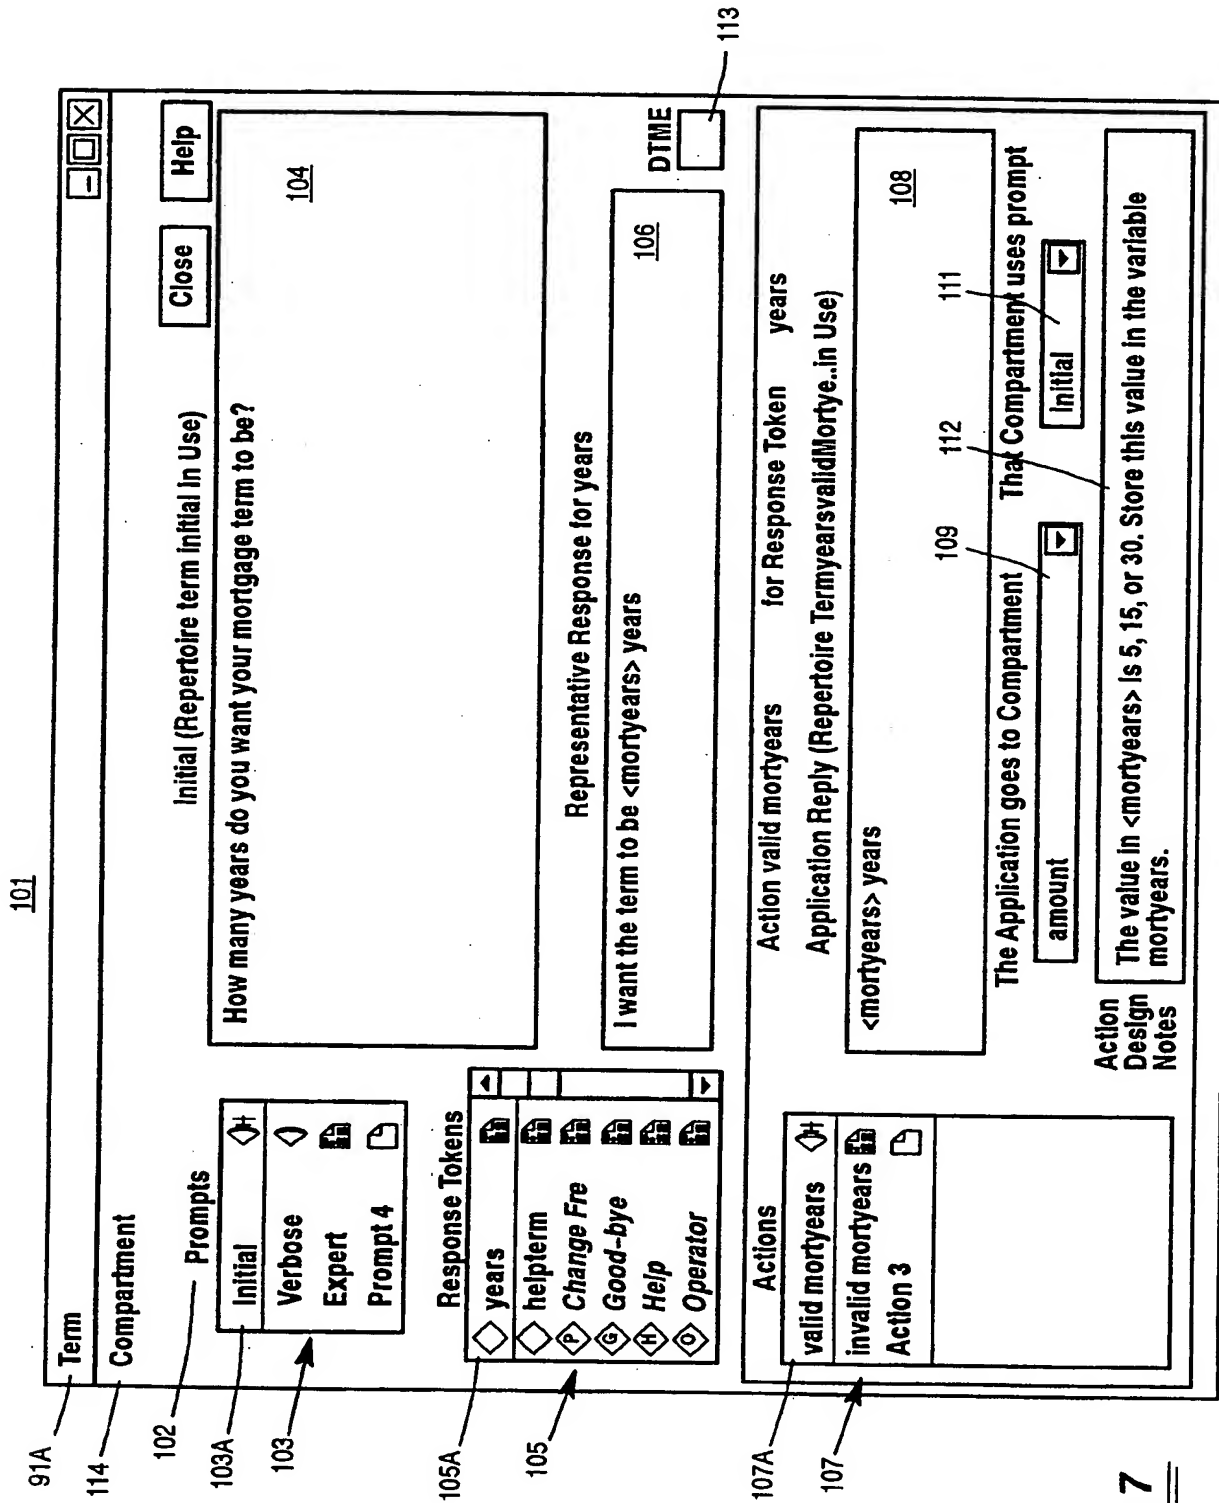 101
91A
Term
114
Compartment
Close
Help
102
Prompts
Initial (Repertoire term initial In Use)
103A
Initial
How many years do you want your mortgage term to be?
104
103
Verbose
Expert
Prompt 4
Response Tokens
Representative Response for years
DTME
113
105A
years
I want the term to be <mortyears> years
106
helpterm
105
P Change Fre
G Good-bye
H Help
O Operator
Actions
Action valid mortyears
for Response Token
years
107A
valid mortyears
Application Reply (Repertoire TermyearsvalidMortye..in Use)
107
invalid mortyears
<mortyears> years
108
Action 3
The Application goes to Compartment
109
That Compartment uses prompt
111
amount
Initial
112
Action
Design
Notes
The value in <mortyears> Is 5, 15, or 30. Store this value in the variable
mortyears.
7